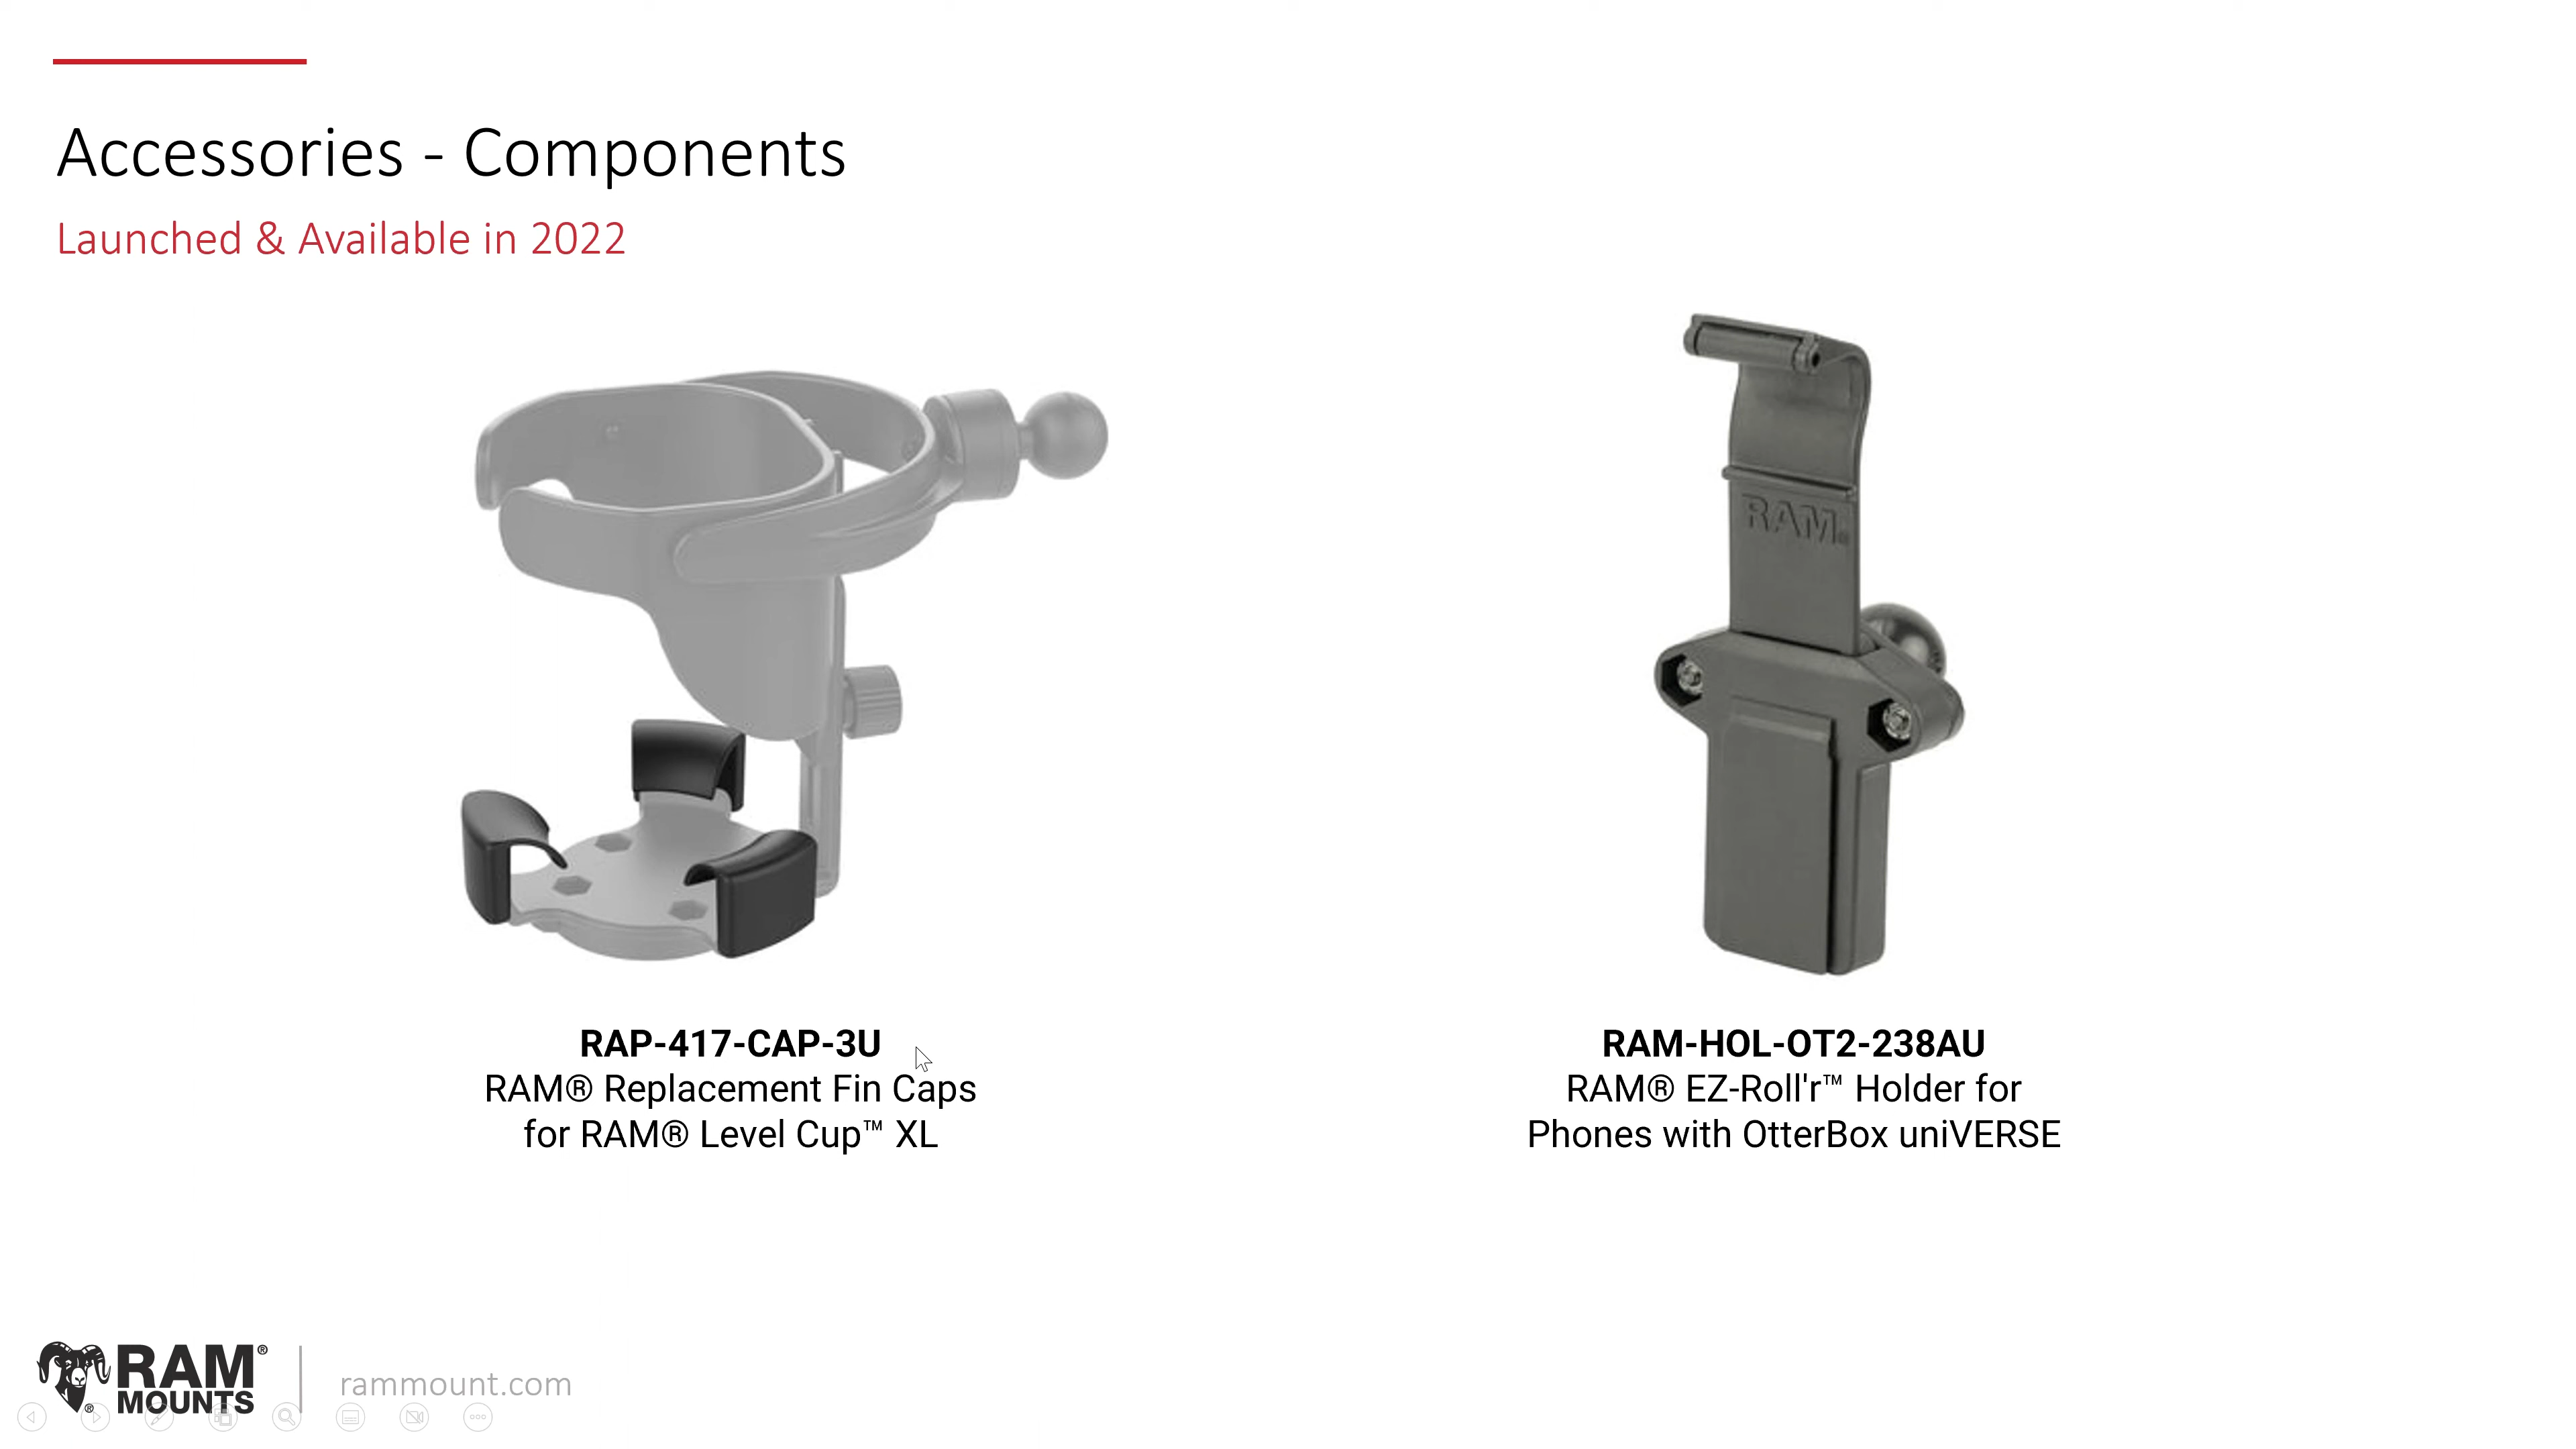 Accessories - Components
Launched & Available in 2022
RAM®
RAP-417-CAP-3U
RAM® Replacement Fin Caps
for RAM® Level Cup™ XL
RAM-HOL-OT2-238AU
RAM® EZ-Roll'r™ Holder for
Phones with OtterBox uniVERSE
RAM®
MOUNTS®
rammount.com